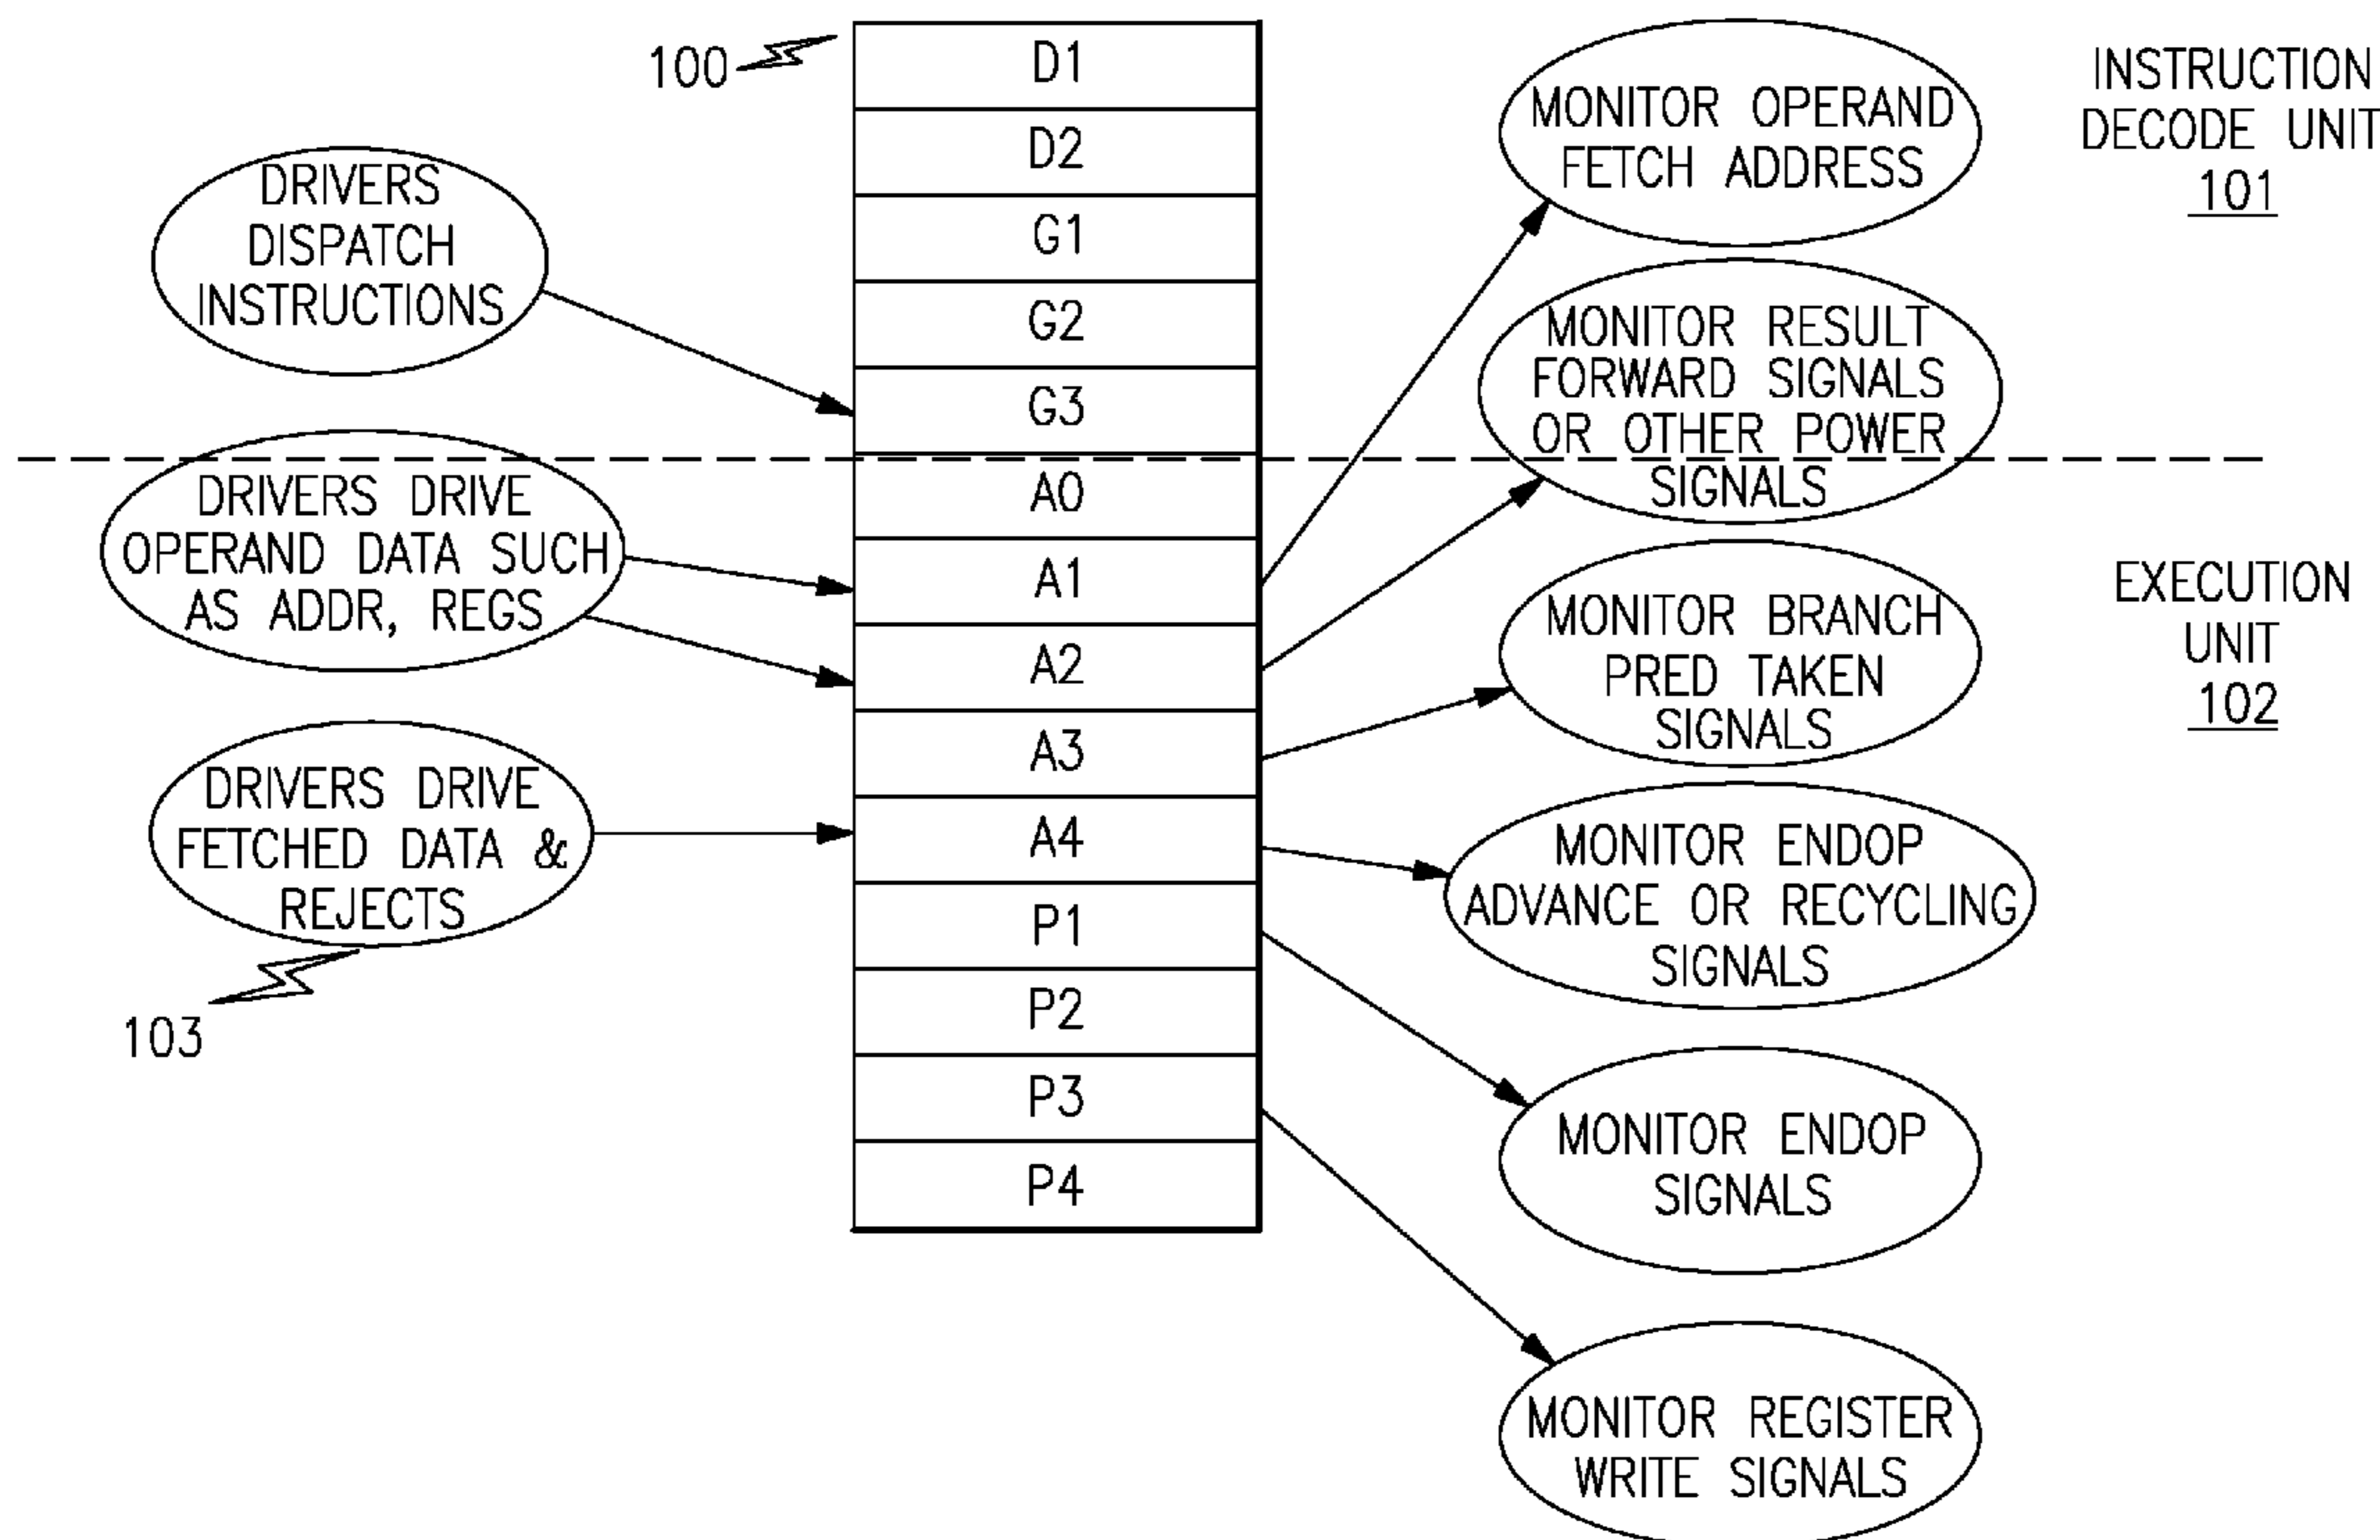 100
D1
D2
G1
G2
G3
A0
A1
A2
A3
A4
P1
P2
P3
P4
DRIVERS
DISPATCH
INSTRUCTIONS
DRIVERS DRIVE
OPERAND DATA SUCH
AS ADDR, REGS
DRIVERS DRIVE
FETCHED DATA &
REJECTS
103
MONITOR OPERAND
FETCH ADDRESS
MONITOR RESULT
FORWARD SIGNALS
OR OTHER POWER
SIGNALS
MONITOR BRANCH
PRED TAKEN
SIGNALS
MONITOR ENDOP
ADVANCE OR RECYCLING
SIGNALS
MONITOR ENDOP
SIGNALS
MONITOR REGISTER
WRITE SIGNALS
INSTRUCTION
DECODE UNIT
101
EXECUTION
UNIT
102